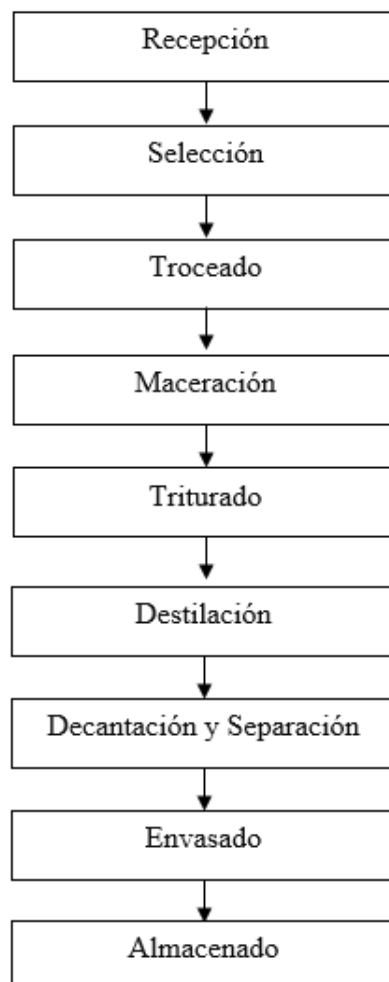 Recepción
Selección
Troceado
Maceración
Triturado
Destilación
Decantación y Separación
Envasado
Almacenado